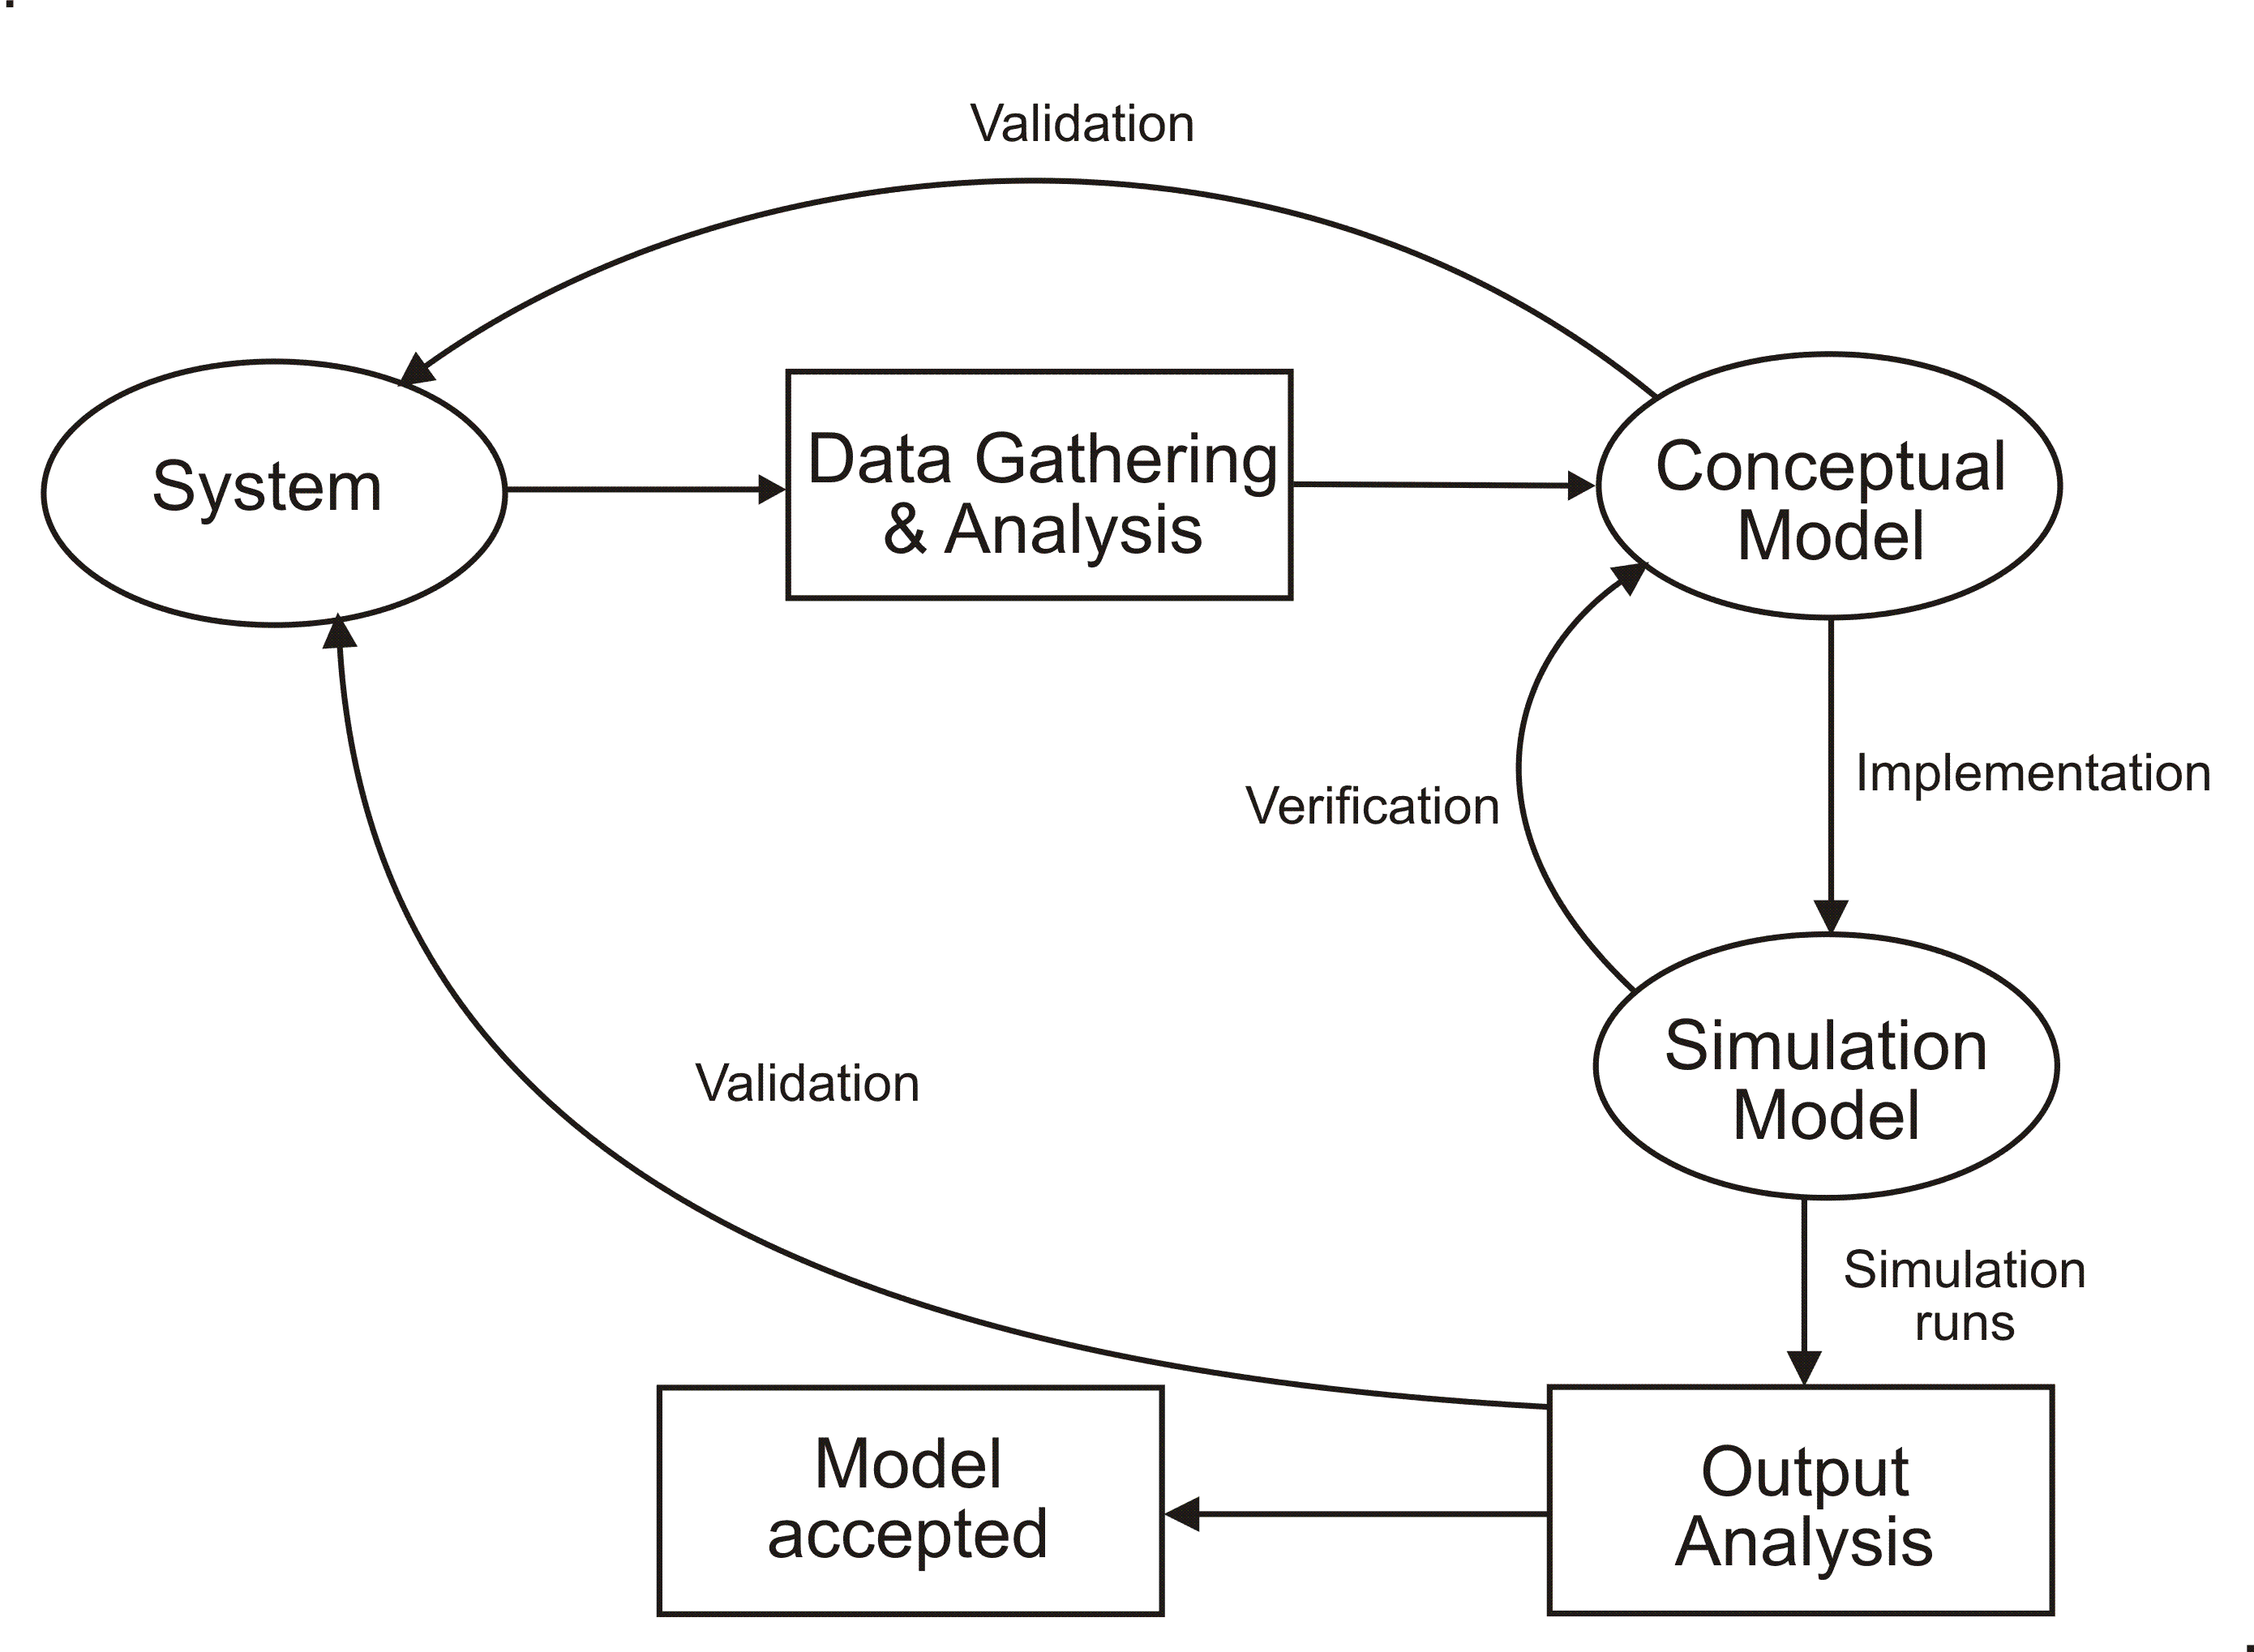 Validation
System
Data Gathering
& Analysis
Conceptual
Model
Implementation
Verification
Simulation
Model
Validation
Simulation
runs
Model
accepted
Output
Analysis